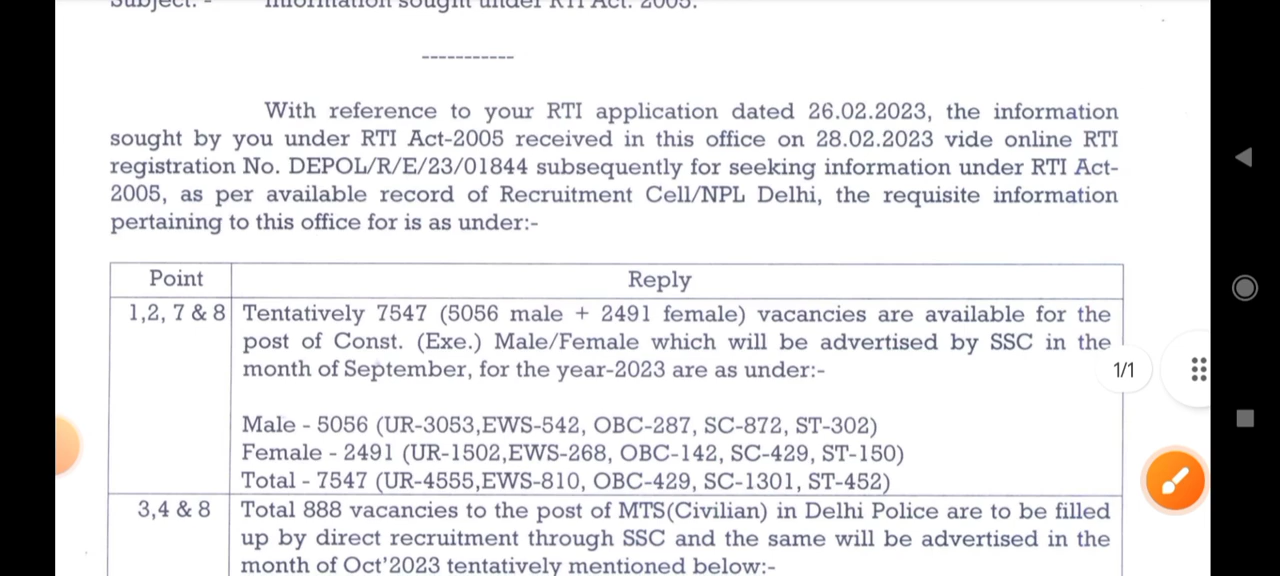 Subject: - Information sought under RTI Act. 2005.
-----------
With reference to your RTI application dated 26.02.2023, the information
sought by you under RTI Act-2005 received in this office on 28.02.2023 vide online RTI
registration No. DEPOL/R/E/23/01844 subsequently for seeking information under RTI Act-
2005, as per available record of Recruitment Cell/NPL Delhi, the requisite information
pertaining to this office for is as under:-
Point Reply
1,2, 7 & 8 Tentatively 7547 (5056 male + 2491 female) vacancies are available for the
post of Const. (Exe.) Male/Female which will be advertised by SSC in the
month of September, for the year-2023 are as under:-
1/1
Male - 5056 (UR-3053,EWS-542, OBC-287, SC-872, ST-302)
Female - 2491 (UR-1502,EWS-268, OBC-142, SC-429, ST-150)
Total - 7547 (UR-4555,EWS-810, OBC-429, SC-1301, ST-452)
3,4 & 8 Total 888 vacancies to the post of MTS(Civilian) in Delhi Police are to be filled
up by direct recruitment through SSC and the same will be advertised in the
month of Oct'2023 tentatively mentioned below:-